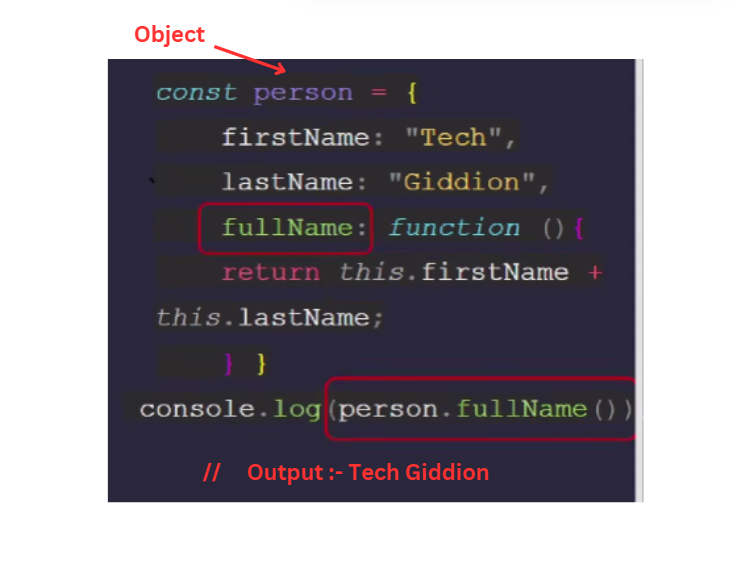 Object
const person = {
firstName: "Tech",
lastName: "Giddion",
fullName: function (){
return this.firstName +
this.lastName;
} }
console.log(person.fullName())
// Output :- Tech Giddion